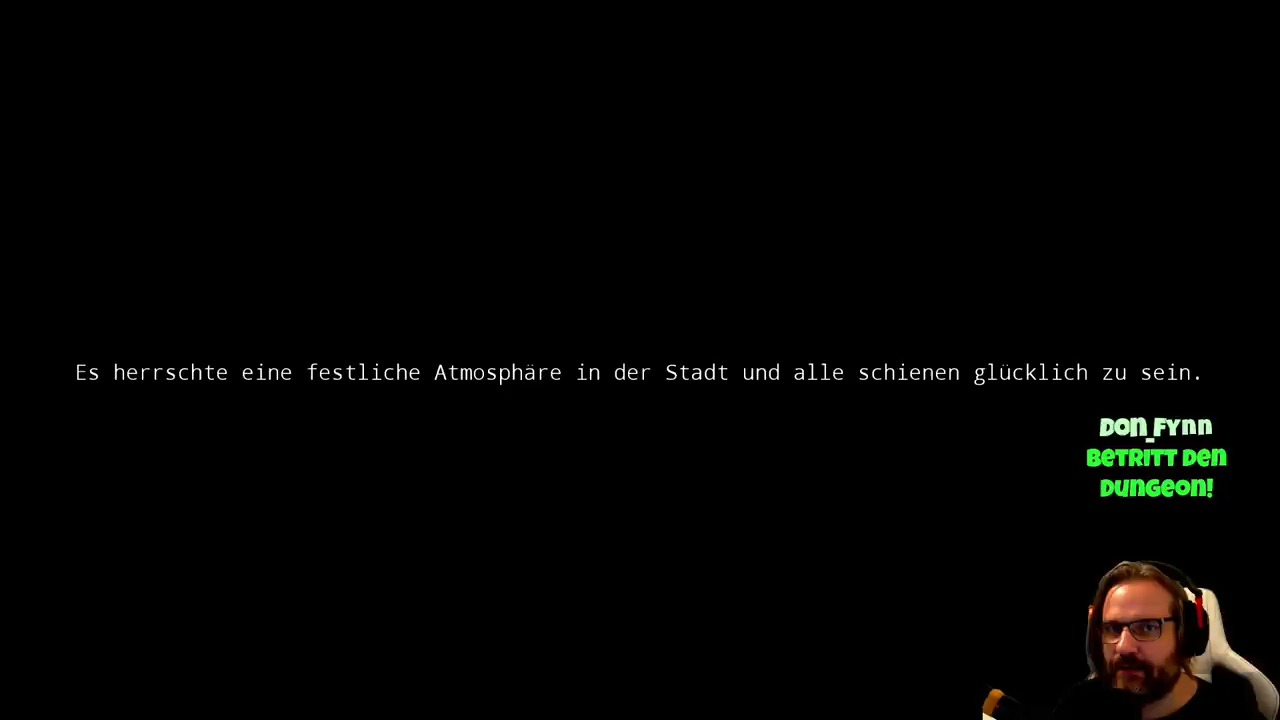 Es herrschte eine festliche Atmosphäre in der Stadt und alle schienen glücklich zu sein.
Don_Fynn
Betritt den
Dungeon!